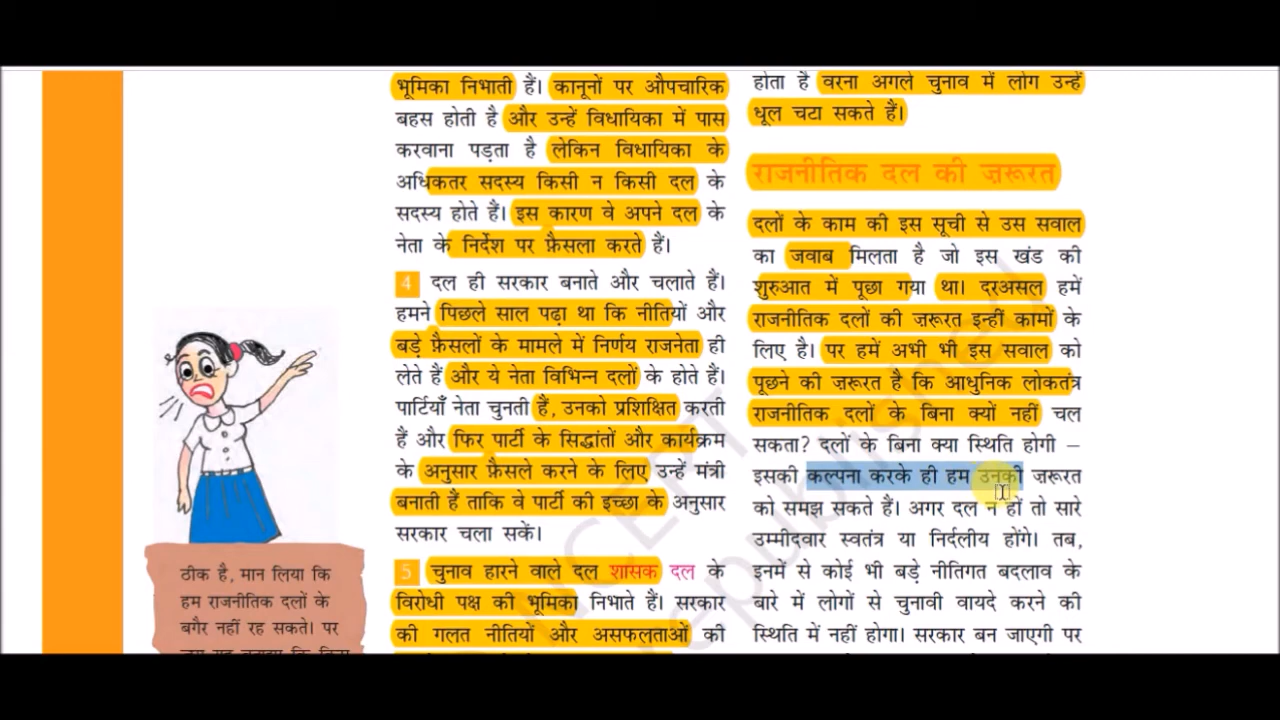 भूमिका निभाती हैं। कानूनों पर औपचारिक
बहस होती है और उन्हें विधायिका में पास
करवाना पड़ता है लेकिन विधायिका के
अधिकतर सदस्य किसी न किसी दल के
सदस्य होते हैं। इस कारण वे अपने दल के
नेता के निर्देश पर फ़ैसला करते हैं।
4 दल ही सरकार बनाते और चलाते हैं।
हमने पिछले साल पढ़ा था कि नीतियों और
बड़े फ़ैसलों के मामले में निर्णय राजनेता ही
लेते हैं और ये नेता विभिन्न दलों के होते हैं।
पार्टियाँ नेता चुनती हैं, उनको प्रशिक्षित करती
हैं और फिर पार्टी के सिद्धांतों और कार्यक्रम
के अनुसार फ़ैसले करने के लिए उन्हें मंत्री
बनाती हैं ताकि वे पार्टी की इच्छा के अनुसार
सरकार चला सकें।
5 चुनाव हारने वाले दल शासक दल के
विरोधी पक्ष की भूमिका निभाते हैं। सरकार
की गलत नीतियों और असफलताओं की
होता है वरना अगले चुनाव में लोग उन्हें
धूल चटा सकते हैं।
राजनीतिक दल की ज़रूरत
दलों के काम की इस सूची से उस सवाल
का जवाब मिलता है जो इस खंड की
शुरुआत में पूछा गया था। दरअसल हमें
राजनीतिक दलों की ज़रूरत इन्हीं कामों के
लिए है। पर हमें अभी भी इस सवाल को
पूछने की ज़रूरत है कि आधुनिक लोकतंत्र
राजनीतिक दलों के बिना क्यों नहीं चल
सकता? दलों के बिना क्या स्थिति होगी –
इसकी कल्पना करके ही हम उनकी ज़रूरत
को समझ सकते हैं। अगर दल न हों तो सारे
उम्मीदवार स्वतंत्र या निर्दलीय होंगे। तब,
इनमें से कोई भी बड़े नीतिगत बदलाव के
बारे में लोगों से चुनावी वायदे करने की
स्थिति में नहीं होगा। सरकार बन जाएगी पर
ठीक है, मान लिया कि
हम राजनीतिक दलों के
बगैर नहीं रह सकते। पर
NCERT
republished